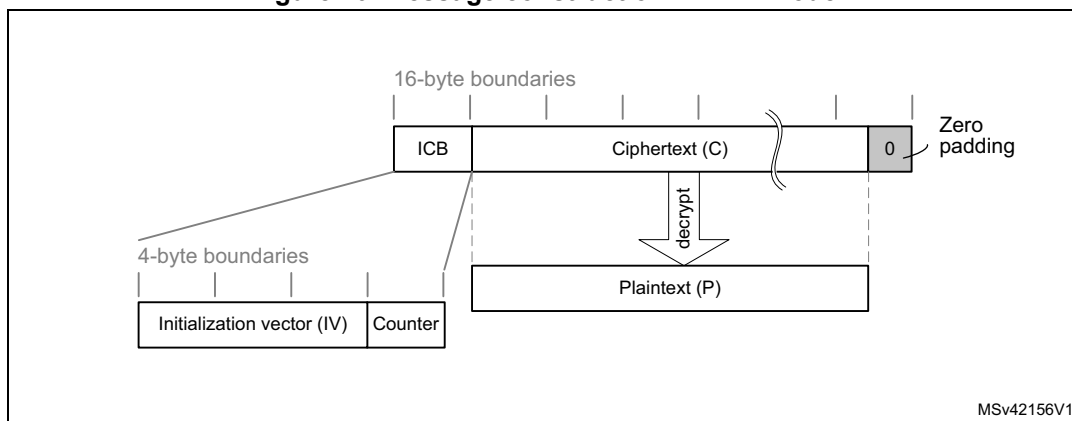 16-byte boundaries
ICB
Ciphertext (C)
0
Zero
padding
decrypt
4-byte boundaries
Plaintext (P)
Initialization vector (IV)
Counter
MSv42156V1